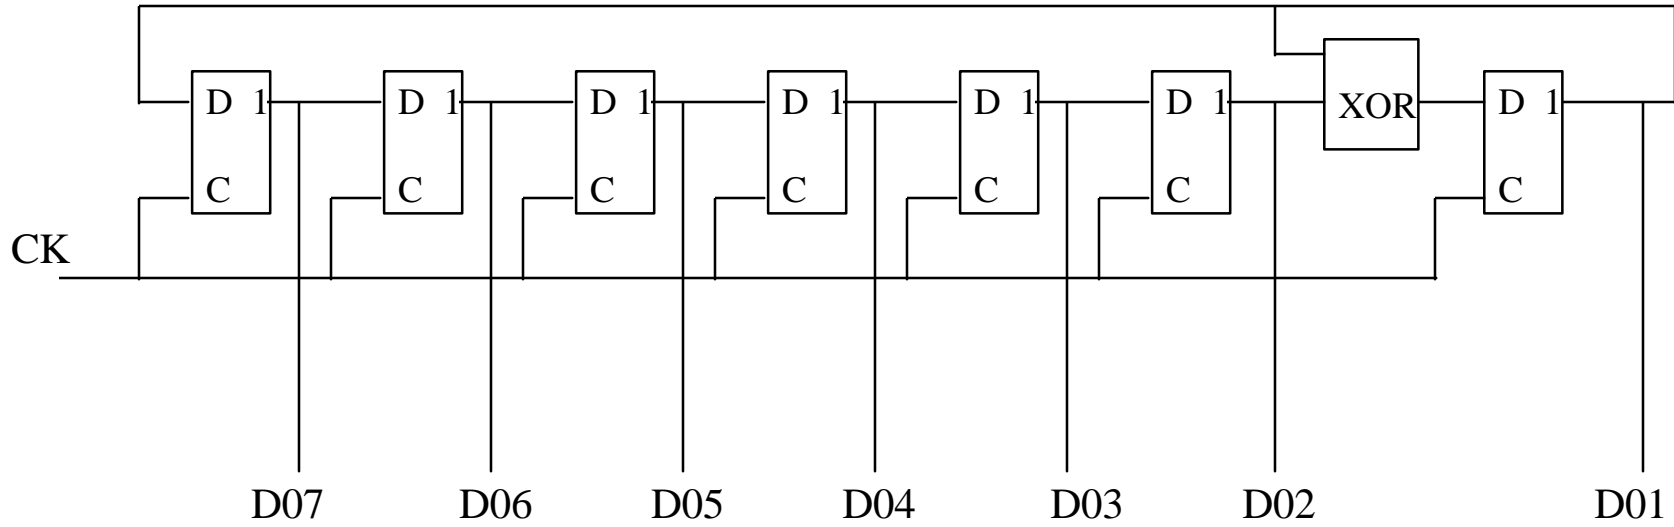 D 1 D 1 D 1 D 1 D 1 D 1 XOR D 1
C C C C C C C
CK
D07 D06 D05 D04 D03 D02 D01